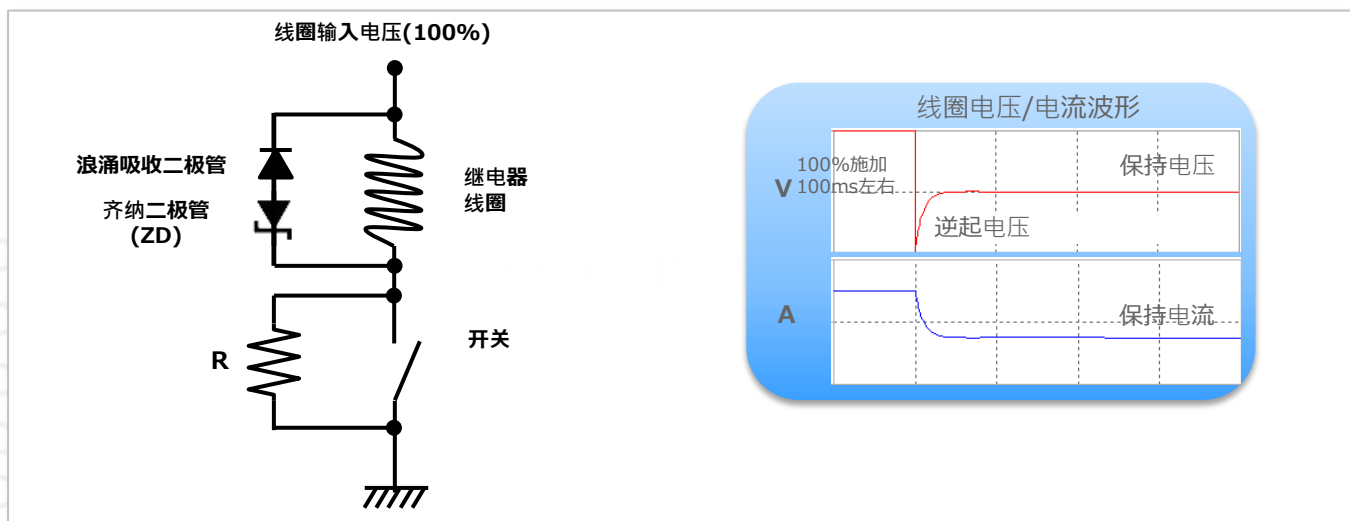 线圈输入电压(100%)
浪涌吸收二极管
齐纳二极管
(ZD)
继电器
线圈
R
开关
线圈电压/电流波形
V
100%施加
100ms左右
保持电压
逆起电压
A
保持电流